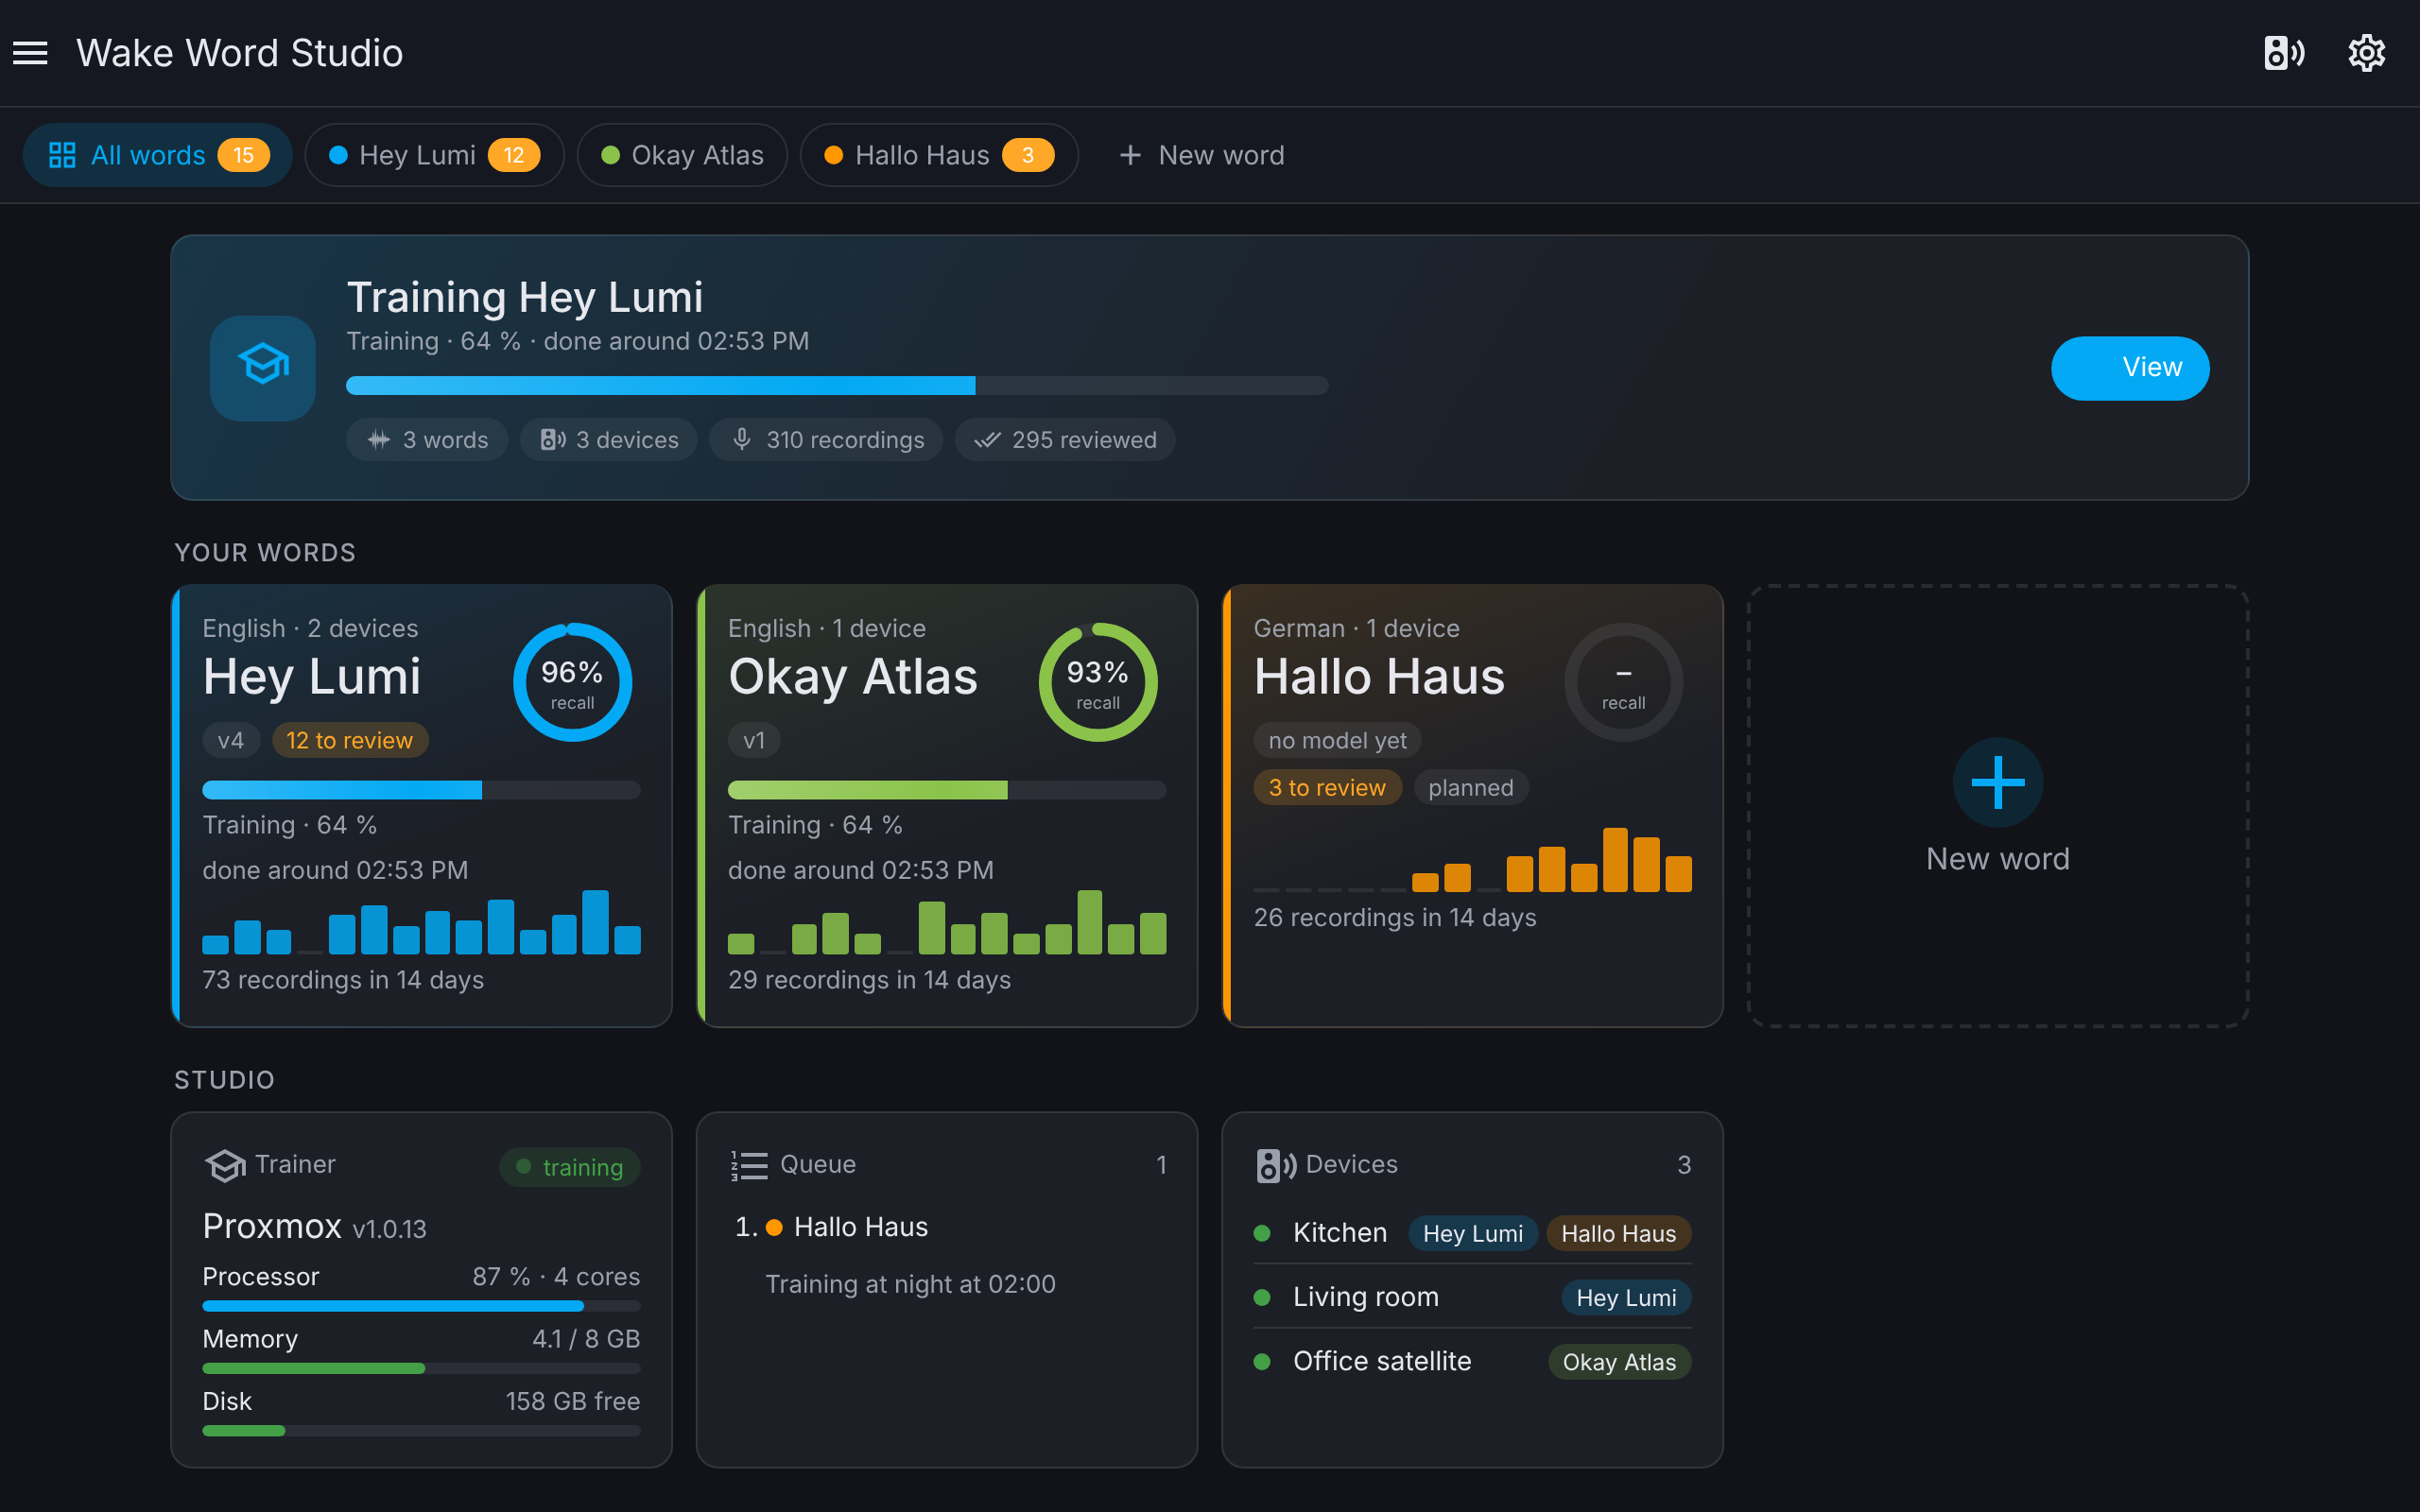 Wake Word Studio
All words 15 Hey Lumi 12 Okay Atlas Hallo Haus 3 + New word
Training Hey Lumi
Training · 64 % · done around 02:53 PM
View
3 words 3 devices 310 recordings 295 reviewed
YOUR WORDS
English · 2 devices
Hey Lumi
96%
recall
v4 12 to review
Training · 64 %
done around 02:53 PM
73 recordings in 14 days
English · 1 device
Okay Atlas
93%
recall
v1
Training · 64 %
done around 02:53 PM
29 recordings in 14 days
German · 1 device
Hallo Haus
–
recall
no model yet
3 to review planned
26 recordings in 14 days
New word
STUDIO
Trainer training
Proxmox v1.0.13
Processor 87 % · 4 cores
Memory 4.1 / 8 GB
Disk 158 GB free
Queue 1
1. Hallo Haus
Training at night at 02:00
Devices 3
Kitchen Hey Lumi Hallo Haus
Living room Hey Lumi
Office satellite Okay Atlas